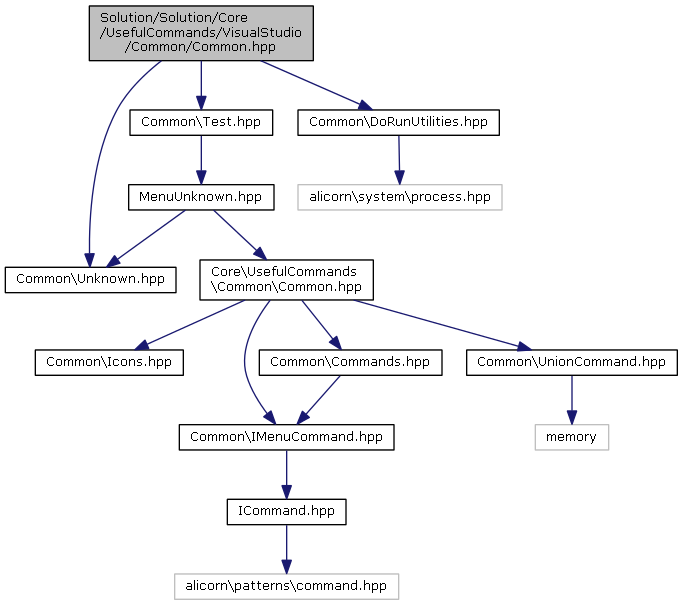 Solution/Solution/Core
/UsefulCommands/VisualStudio
/Common/Common.hpp
Common\Test.hpp
Common\DoRunUtilities.hpp
MenuUnknown.hpp
alicorn\system\process.hpp
Common\Unknown.hpp
Core\UsefulCommands
\Common\Common.hpp
Common\Icons.hpp
Common\Commands.hpp
Common\UnionCommand.hpp
Common\IMenuCommand.hpp
memory
ICommand.hpp
alicorn\patterns\command.hpp